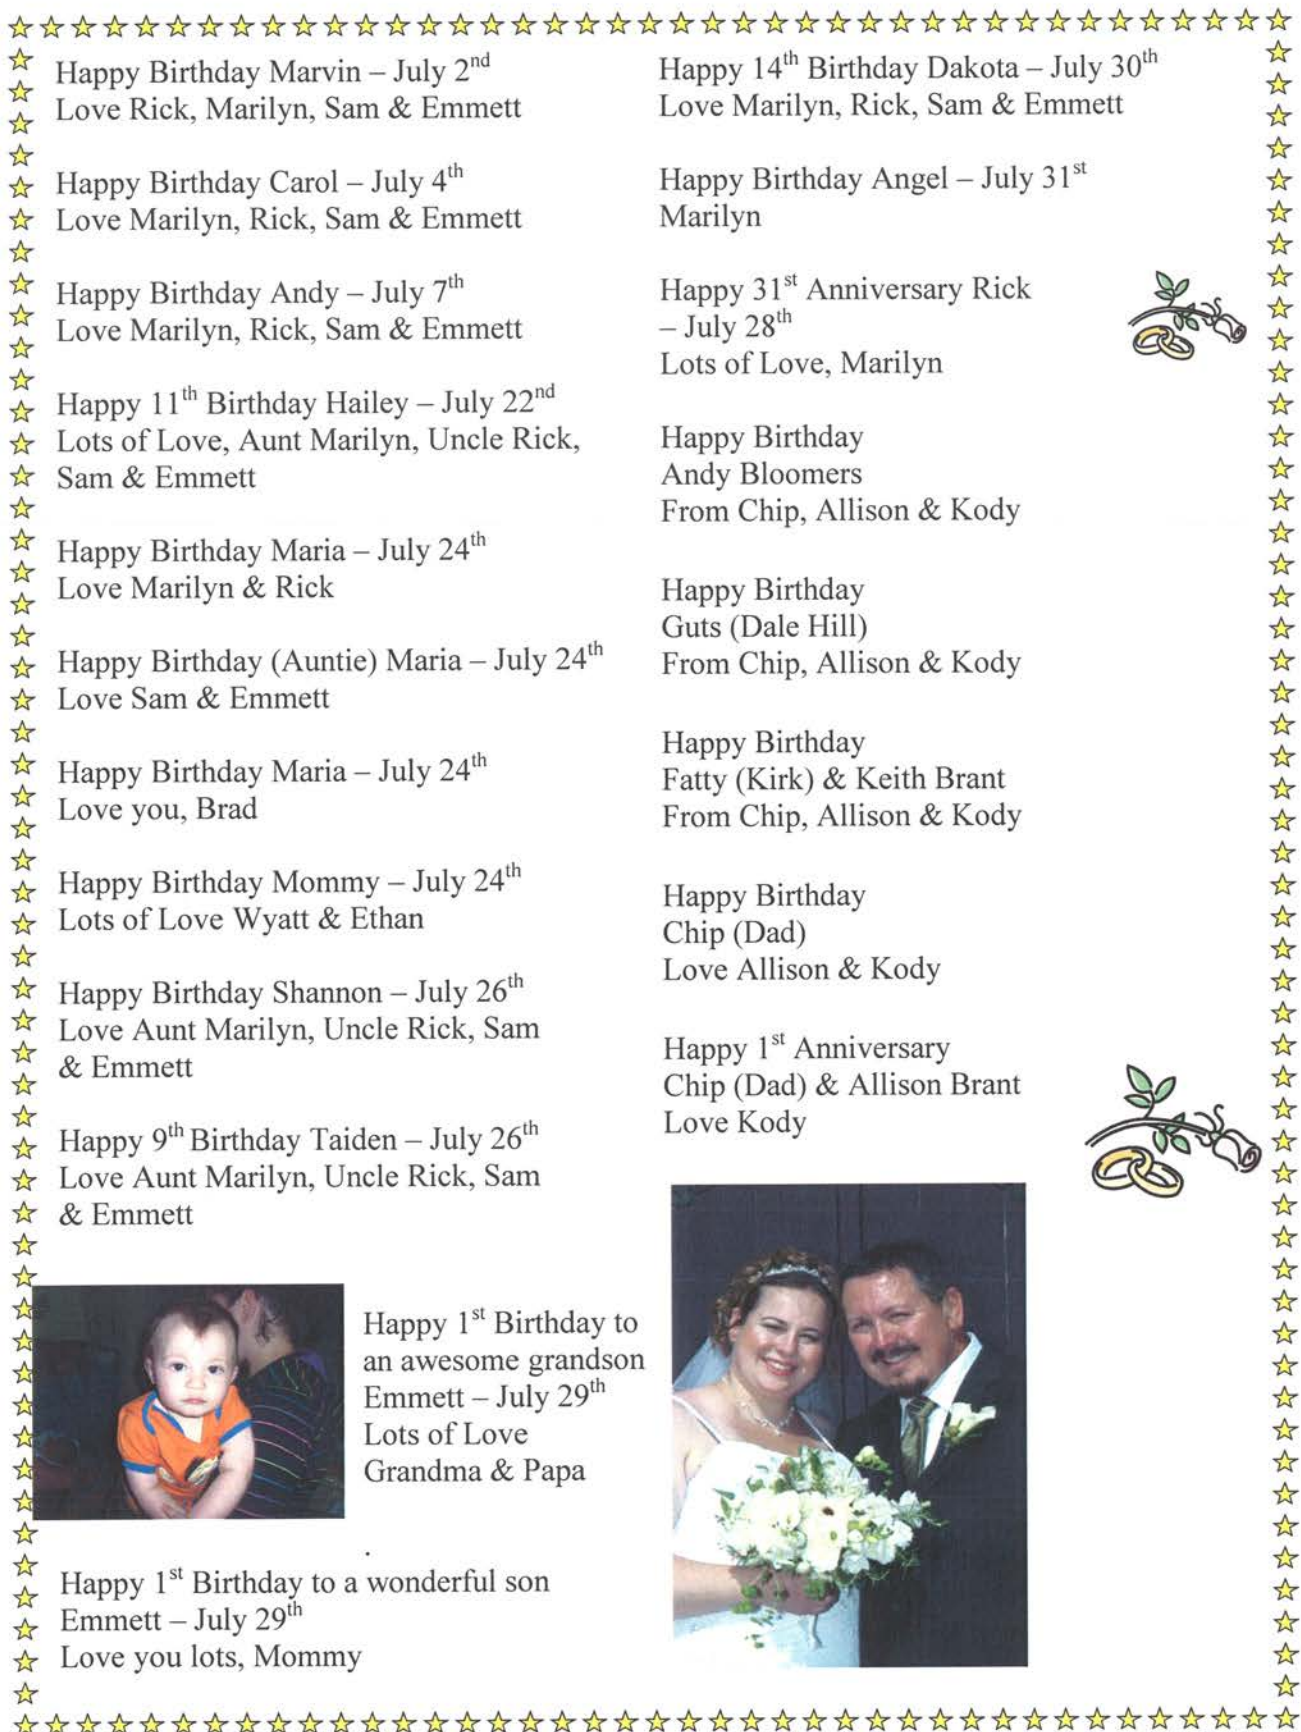 Happy Birthday Marvin – July 2nd
Love Rick, Marilyn, Sam & Emmett
Happy Birthday Carol – July 4th
Love Marilyn, Rick, Sam & Emmett
Happy Birthday Andy – July 7th
Love Marilyn, Rick, Sam & Emmett
Happy 11th Birthday Hailey – July 22nd
Lots of Love, Aunt Marilyn, Uncle Rick,
Sam & Emmett
Happy Birthday Maria – July 24th
Love Marilyn & Rick
Happy Birthday (Auntie) Maria – July 24th
Love Sam & Emmett
Happy Birthday Maria – July 24th
Love you, Brad
Happy Birthday Mommy – July 24th
Lots of Love Wyatt & Ethan
Happy Birthday Shannon – July 26th
Love Aunt Marilyn, Uncle Rick, Sam
& Emmett
Happy 9th Birthday Taiden – July 26th
Love Aunt Marilyn, Uncle Rick, Sam
& Emmett
Happy 1st Birthday to
an awesome grandson
Emmett – July 29th
Lots of Love
Grandma & Papa
Happy 1st Birthday to a wonderful son
Emmett – July 29th
Love you lots, Mommy
Happy 14th Birthday Dakota – July 30th
Love Marilyn, Rick, Sam & Emmett
Happy Birthday Angel – July 31st
Marilyn
Happy 31st Anniversary Rick
– July 28th
Lots of Love, Marilyn
Happy Birthday
Andy Bloomers
From Chip, Allison & Kody
Happy Birthday
Guts (Dale Hill)
From Chip, Allison & Kody
Happy Birthday
Fatty (Kirk) & Keith Brant
From Chip, Allison & Kody
Happy Birthday
Chip (Dad)
Love Allison & Kody
Happy 1st Anniversary
Chip (Dad) & Allison Brant
Love Kody